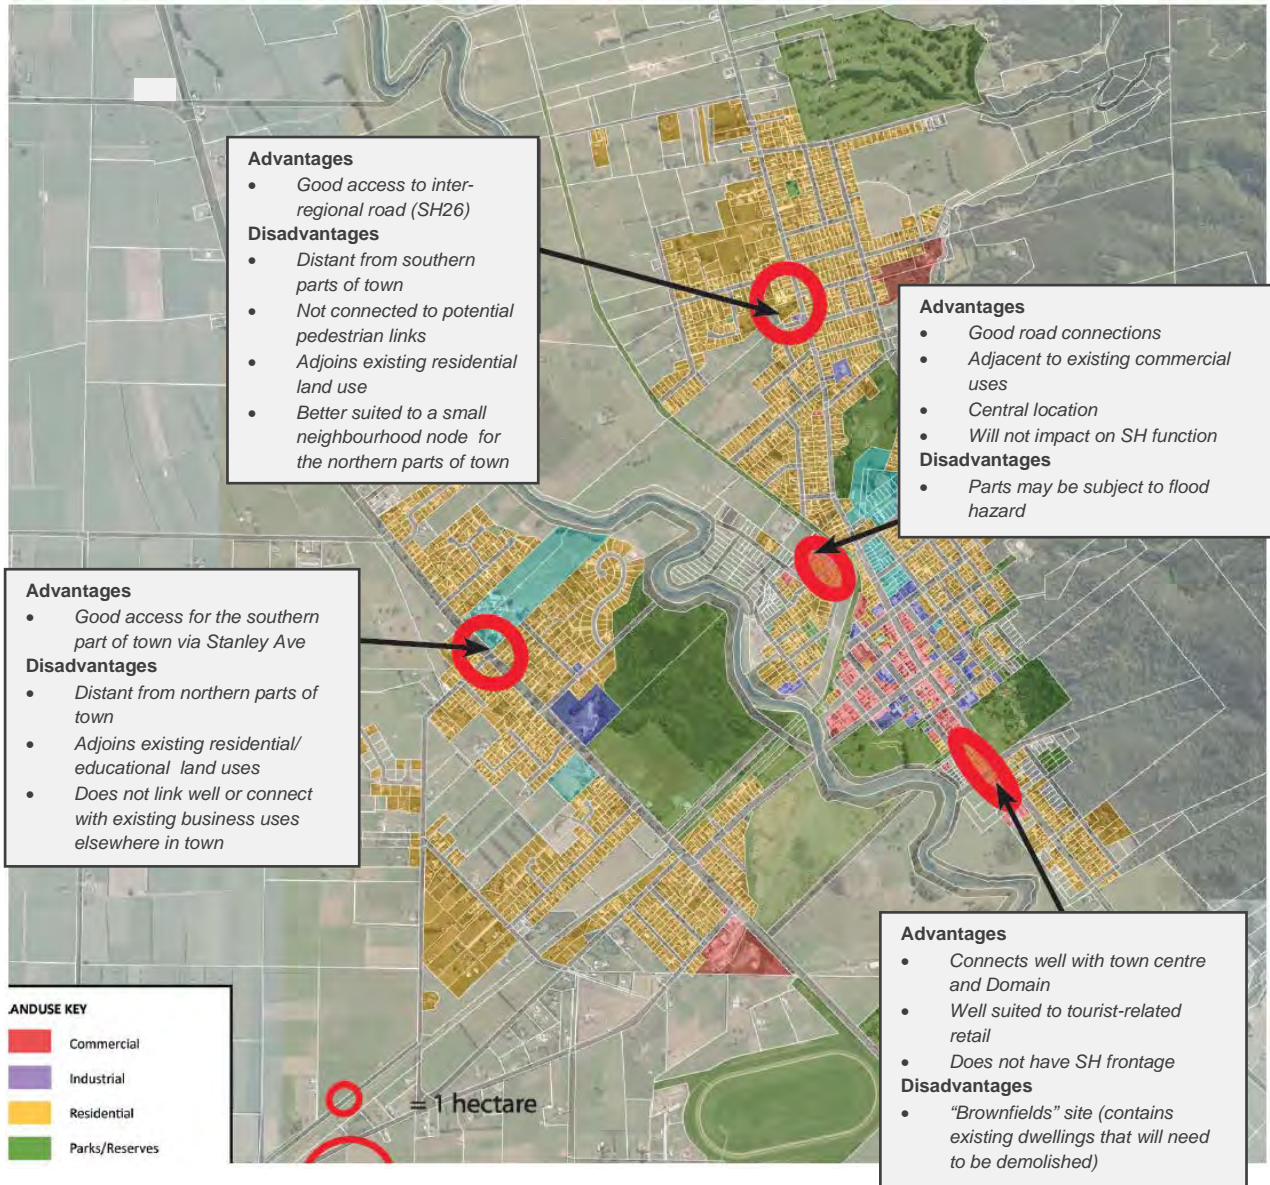 Advantages
• Good access to inter-
regional road (SH26)
Disadvantages
• Distant from southern
parts of town
• Not connected to potential
pedestrian links
• Adjoins existing residential
land use
• Better suited to a small
neighbourhood node for
the northern parts of town
Advantages
• Good road connections
• Adjacent to existing commercial
uses
• Central location
• Will not impact on SH function
Disadvantages
• Parts may be subject to flood
hazard
Advantages
• Good access for the southern
part of town via Stanley Ave
Disadvantages
• Distant from northern parts of
town
• Adjoins existing residential/
educational land uses
• Does not link well or connect
with existing business uses
elsewhere in town
Advantages
• Connects well with town centre
and Domain
• Well suited to tourist-related
retail
• Does not have SH frontage
Disadvantages
• “Brownfields” site (contains
existing dwellings that will need
to be demolished)
LANDUSE KEY
Commercial
Industrial
Residential
Parks/Reserves
= 1 hectare